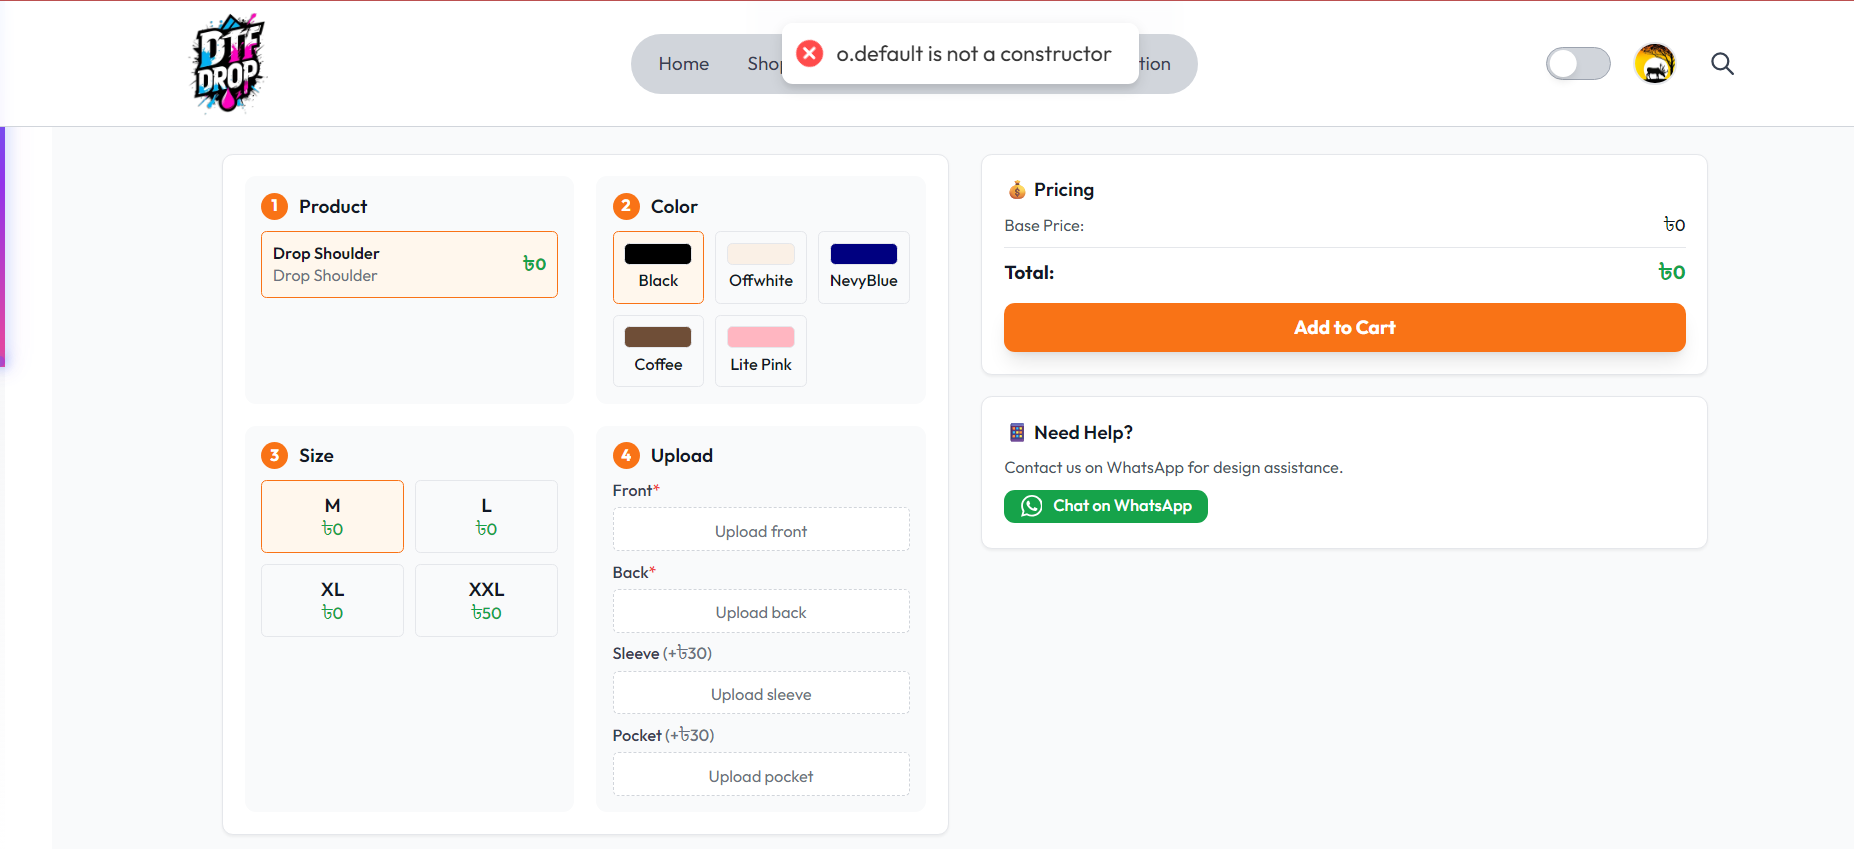 DTF
DROP
Home
Shop
o.default is not a constructor
tion
1 Product
Drop Shoulder
Drop Shoulder
৳0
2 Color
Black
Offwhite
NevyBlue
Coffee
Lite Pink
3 Size
M
৳0
L
৳0
XL
৳0
XXL
৳50
4 Upload
Front*
Upload front
Back*
Upload back
Sleeve (+৳30)
Upload sleeve
Pocket (+৳30)
Upload pocket
Pricing
Base Price: ৳0
Total: ৳0
Add to Cart
Need Help?
Contact us on WhatsApp for design assistance.
Chat on WhatsApp